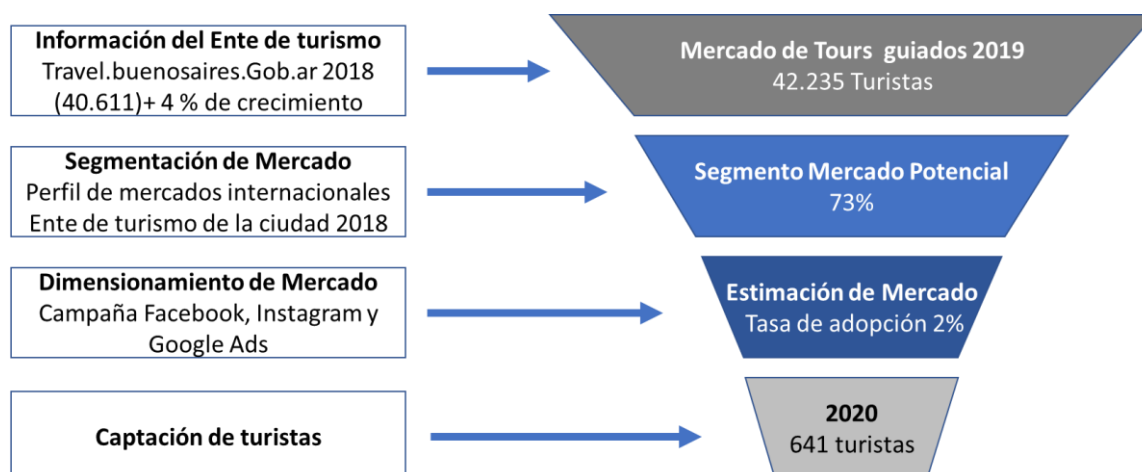 Información del Ente de turismo
Travel.buenosaires.Gob.ar 2018
(40.611)+ 4 % de crecimiento
Mercado de Tours guiados 2019
42.235 Turistas
Segmentación de Mercado
Perfil de mercados internacionales
Ente de turismo de la ciudad 2018
Segmento Mercado Potencial
73%
Dimensionamiento de Mercado
Campaña Facebook, Instagram y
Google Ads
Estimación de Mercado
Tasa de adopción 2%
Captación de turistas
2020
641 turistas